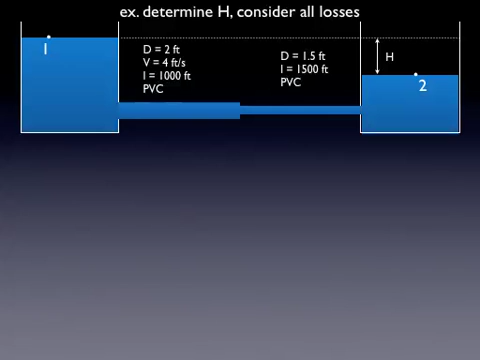 ex. determine H, consider all losses
1
D = 2 ft
V = 4 ft/s
l = 1000 ft
PVC
D = 1.5 ft
l = 1500 ft
PVC
H
2